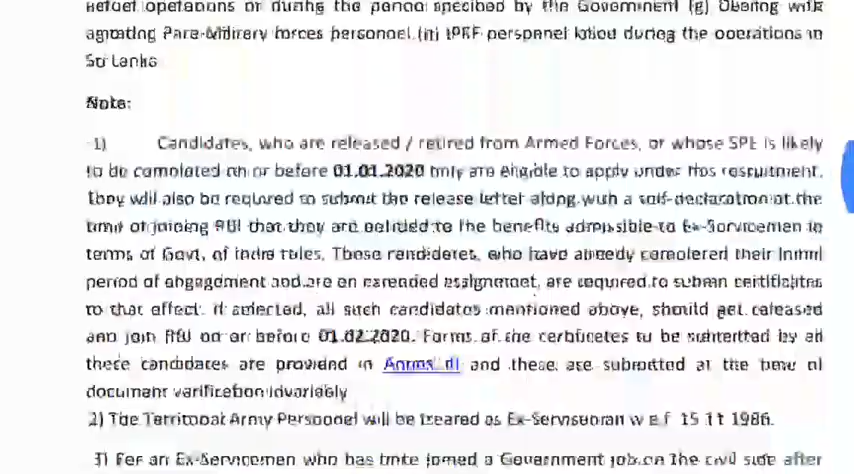 operations or during the period specified by the Government (g) Dealing with
agitating Para-Military forces personnel. (h) IPKF personnel killed during the operations in
Sri Lanka
Note:
1) Candidates, who are released / retired from Armed Forces, or whose SPE is likely
to be completed on or before 01.01.2020 only are eligible to apply under this recruitment.
They will also be required to submit the release letter along with a self-declaration at the
time of joining that they are entitled to the benefits admissible to Ex-Servicemen in
terms of Govt. of India rules. Those candidates, who have already completed their initial
period of engagement and are on extended assignment, are required to submit certificates
to that effect. If selected, all such candidates mentioned above, should get released
and join on or before 01.02.2020. Forms of the certificates to be submitted by all
these candidates are provided in and these are submitted at the time of
document verification invariably
2) The Territorial Army Personnel will be treated as Ex-Serviceman w e f 15 11 1986.
3) For an Ex-Servicemen who has once joined a Government job on the civil side after